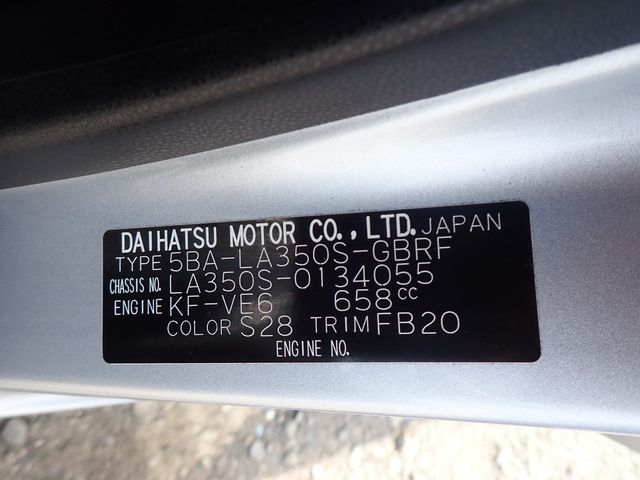 DAIHATSU MOTOR CO.,LTD. JAPAN
TYPE 5BA-LA350S-GBRF
CHASSIS NO. LA350S-0134055
ENGINE KF-VE6 658cc
COLOR S28 TRIM FB20
ENGINE NO.